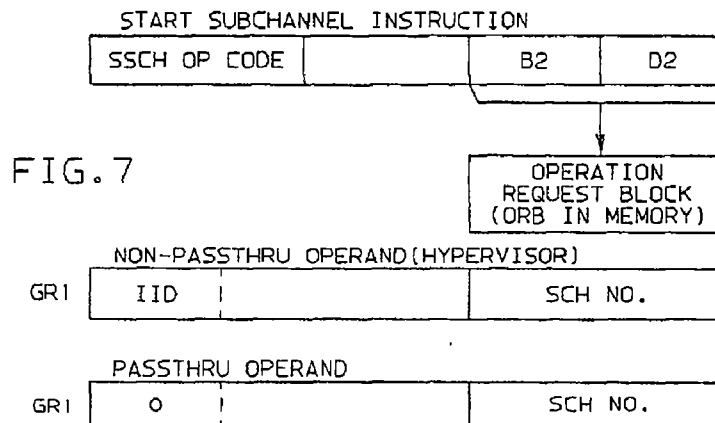 START SUBCHANNEL INSTRUCTION
SSCH OP CODE B2 D2
FIG. 7
OPERATION
REQUEST BLOCK
(ORB IN MEMORY)
NON-PASSTHRU OPERAND(HYPERVISOR)
GR1 IID SCH NO.
PASSTHRU OPERAND
GR1 0 SCH NO.